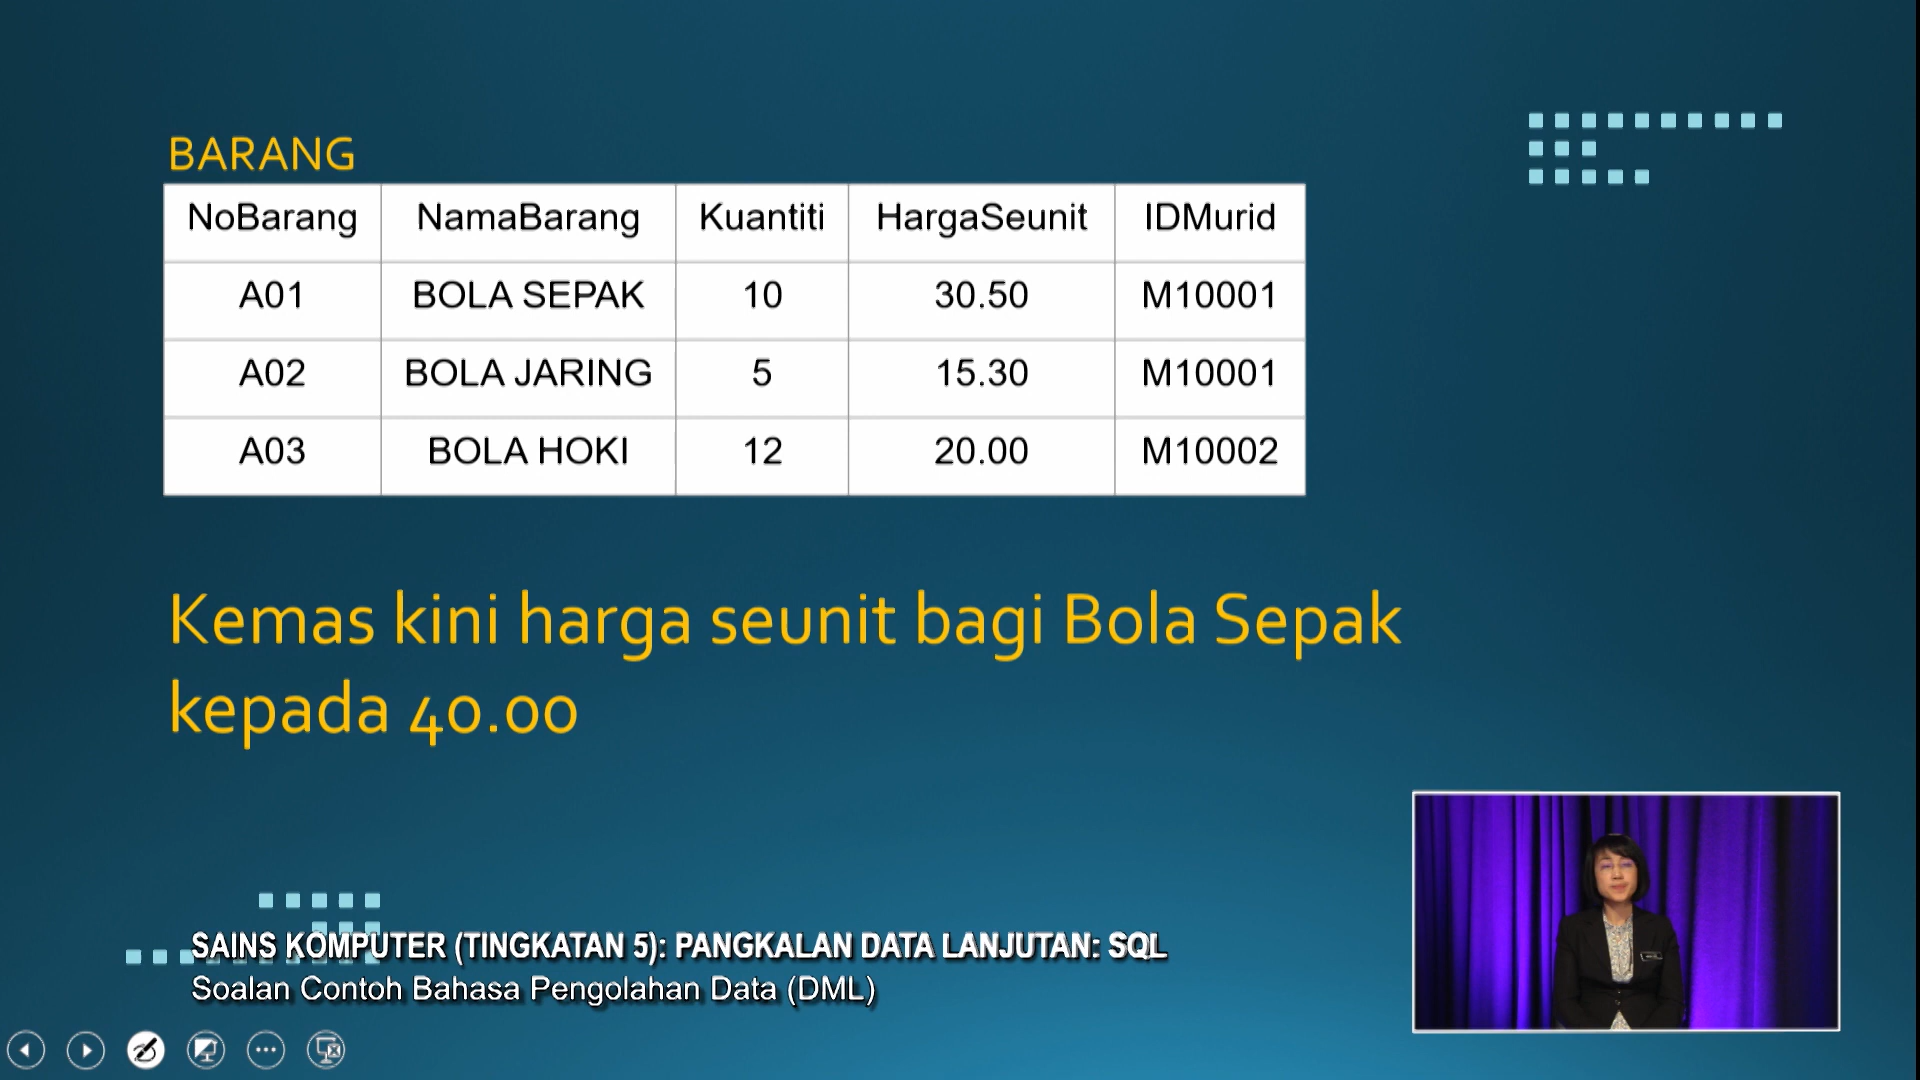 BARANG
NoBarang NamaBarang Kuantiti HargaSeunit IDMurid
A01 BOLA SEPAK 10 30.50 M10001
A02 BOLA JARING 5 15.30 M10001
A03 BOLA HOKI 12 20.00 M10002
Kemas kini harga seunit bagi Bola Sepak
kepada 40.00
SAINS KOMPUTER (TINGKATAN 5): PANGKALAN DATA LANJUTAN: SQL
Soalan Contoh Bahasa Pengolahan Data (DML)